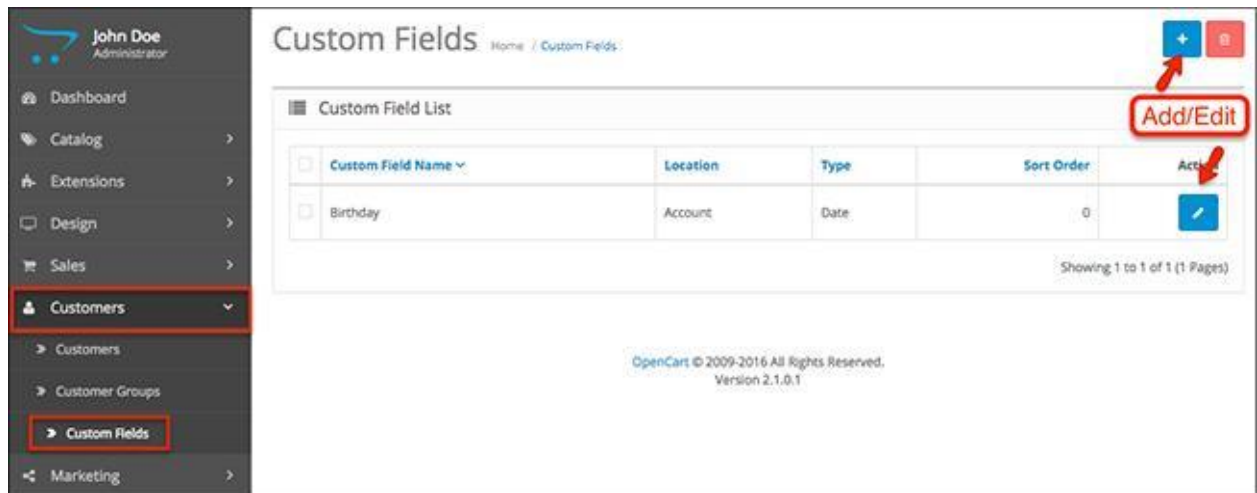 John Doe
Administrator
Dashboard
Catalog
Extensions
Design
Sales
Customers
Customers
Customer Groups
Custom Fields
Marketing
Custom Fields Home / Custom Fields
Add/Edit
Custom Field List
Custom Field Name Location Type Sort Order
Birthday Account Date 0
Showing 1 to 1 of 1 (1 Pages)
OpenCart © 2009-2016 All Rights Reserved.
Version 2.1.0.1